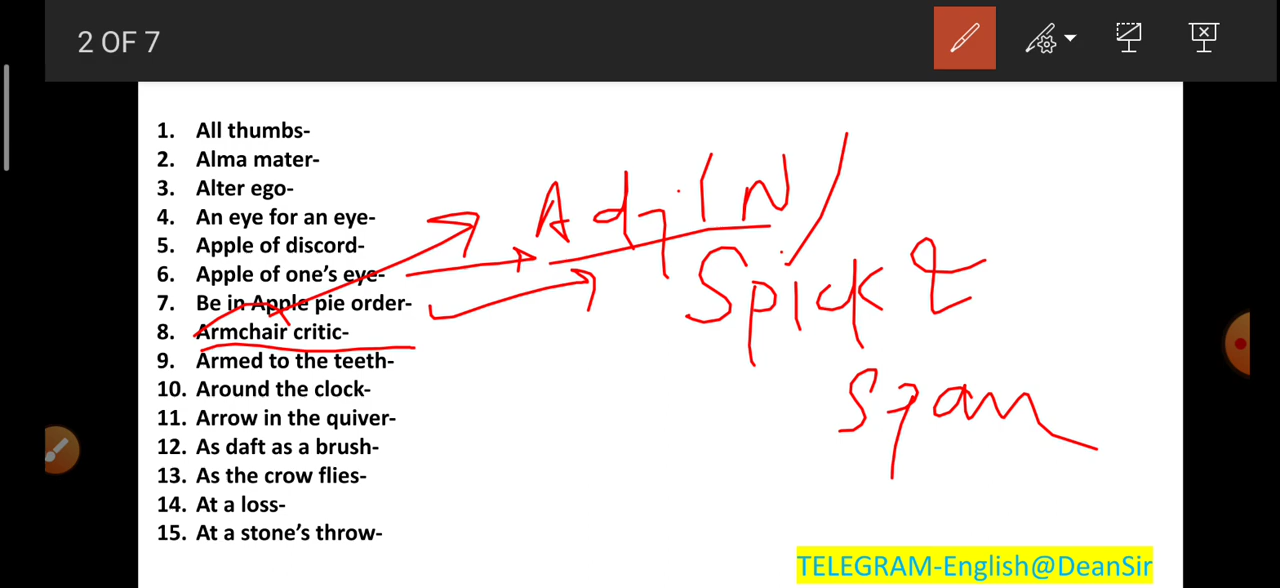 2 OF 7
1. All thumbs-
2. Alma mater-
3. Alter ego-
4. An eye for an eye-
5. Apple of discord-
6. Apple of one's eye-
7. Be in Apple pie order-
8. Armchair critic-
9. Armed to the teeth-
10. Around the clock-
11. Arrow in the quiver-
12. As daft as a brush-
13. As the crow flies-
14. At a loss-
15. At a stone's throw-
Adj/N/
Spick &
Span
TELEGRAM-English@DeanSir